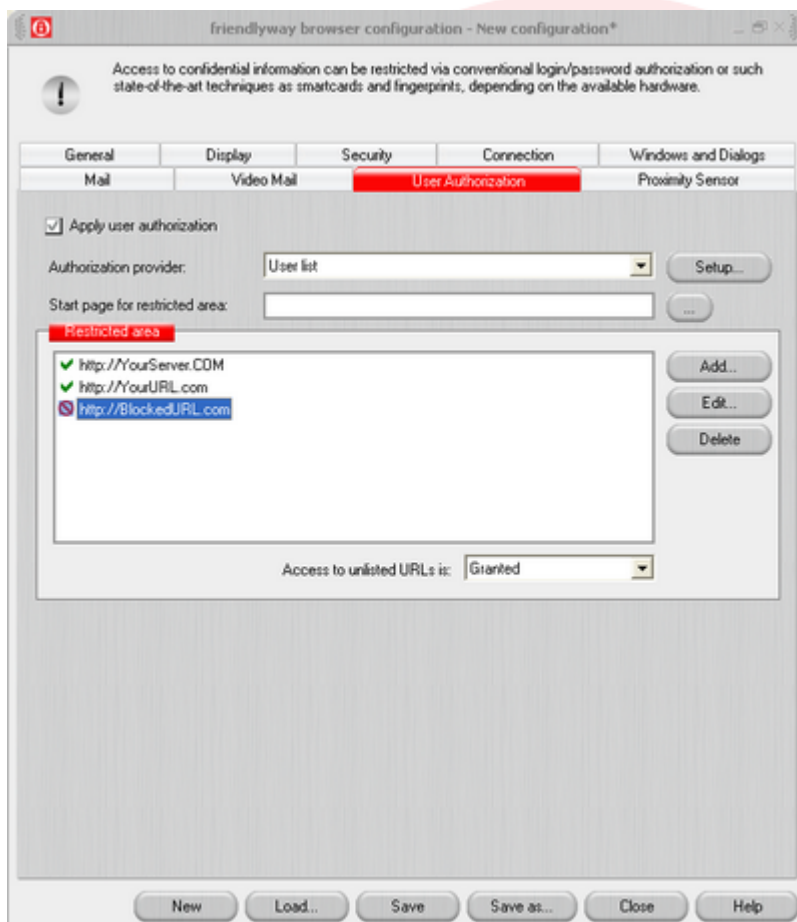 friendlyway browser configuration - New configuration*
Access to confidential information can be restricted via conventional login/password authorization or such
state-of-the-art techniques as smartcards and fingerprints, depending on the available hardware.
General Display Security Connection Windows and Dialogs
Mail Video Mail User Authorization Proximity Sensor
Apply user authorization
Authorization provider: User list Setup...
Start page for restricted area: ...
Restricted area
http://YourServer.COM Add...
http://YourURL.com
http://BlockedURL.com Edit...
Delete
Access to unlisted URLs is: Granted
New Load... Save Save as... Close Help